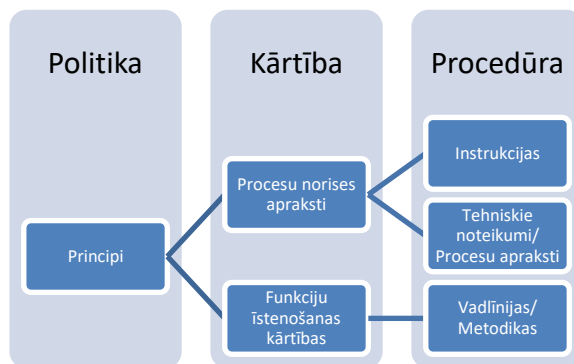 Politika
Kārtība
Procedūra
Principi
Procesu norises
apraksti
Funkciju
īstenošanas
kārtības
Instrukcijas
Tehniskie
noteikumi/
Procesu apraksti
Vadlīnijas/
Metodikas